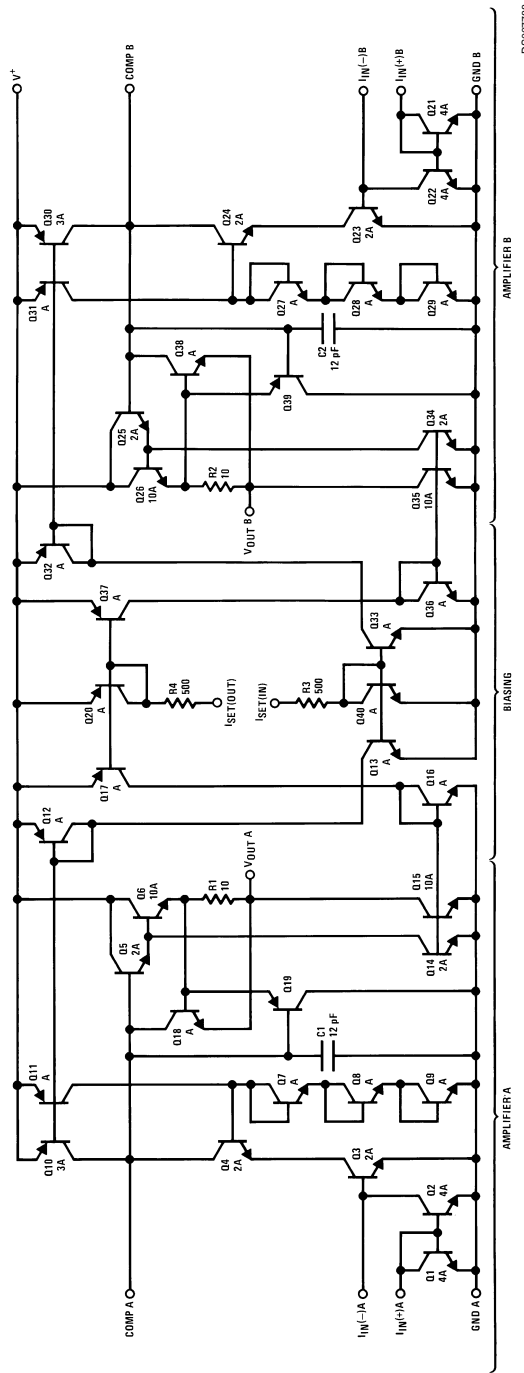 V+
COMP A
COMP B
IIN(−)A
IIN(+)A
GND A
IIN(−)B
IIN(+)B
GND B
Q10
3A
Q11
A
Q12
A
Q17
A
Q20
A
Q37
A
Q32
A
Q31
A
Q30
3A
Q5
2A
Q6
10A
Q18
A
R1
10
VOUT A
Q19
C1
12 pF
Q4
2A
Q7
A
Q8
A
Q9
A
Q3
2A
Q1
4A
Q2
4A
Q14
2A
Q15
10A
Q16
A
R4
500
ISET(OUT)
ISET(IN)
R3
500
Q13
A
Q40
A
Q33
A
Q36
A
Q25
2A
Q26
10A
R2
10
VOUT B
Q38
A
Q39
C2
12 pF
Q35
10A
Q34
2A
Q24
2A
Q27
A
Q28
A
Q29
A
Q23
2A
Q22
4A
Q21
4A
AMPLIFIER A
BIASING
AMPLIFIER B